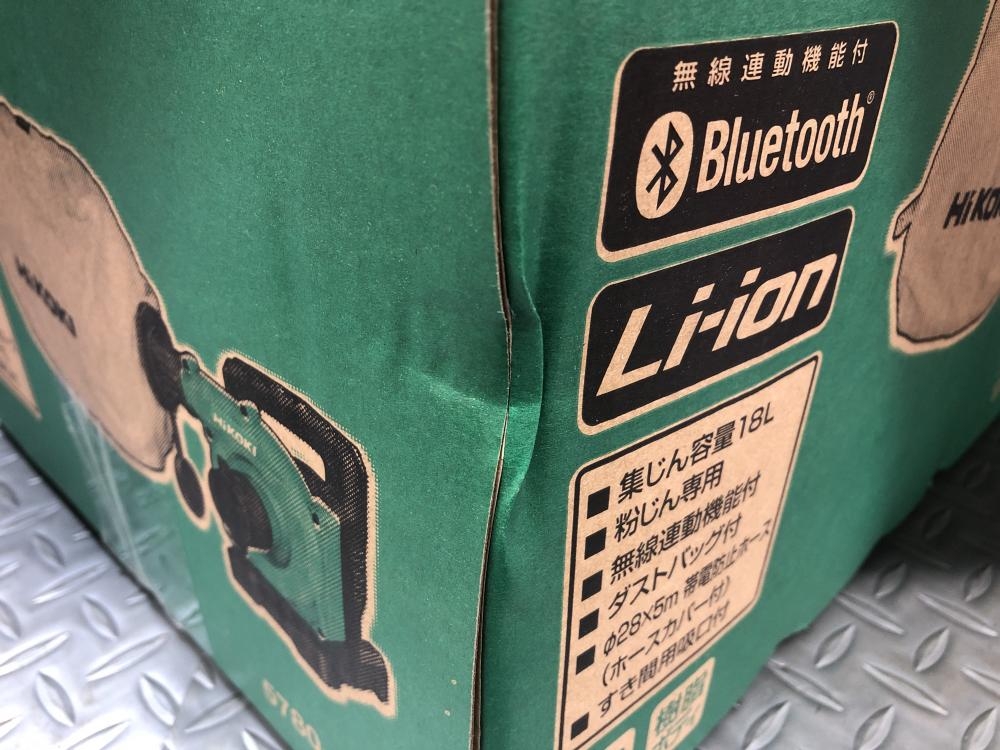 無線連動機能付
Bluetooth®
Li-ion
■ 集じん容量18L
■ 粉じん専用
■ 無線連動機能付
■ ダストバッグ付
■ φ28×5m 帯電防止ホース
(ホースカバー付)
■ すき間用吸口付
樹脂
HiKOKI
HiKOKI
5780